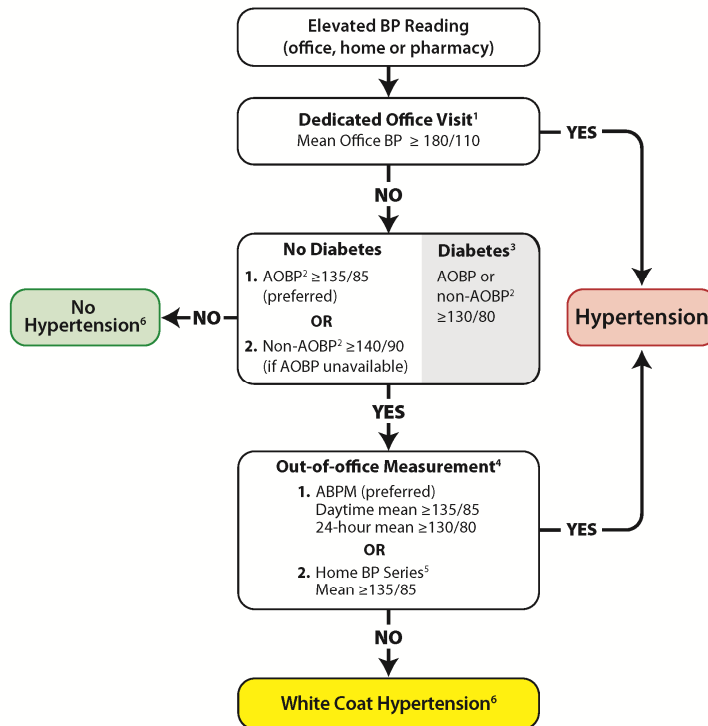 Elevated BP Reading
(office, home or pharmacy)
Dedicated Office Visit¹
Mean Office BP ≥ 180/110
YES
NO
No Diabetes
1. AOBP² ≥135/85
(preferred)
OR
2. Non-AOBP² ≥140/90
(if AOBP unavailable)
Diabetes³
AOBP or
non-AOBP²
≥130/80
NO
No
Hypertension⁶
Hypertension
YES
Out-of-office Measurement⁴
1. ABPM (preferred)
Daytime mean ≥135/85
24-hour mean ≥130/80
OR
2. Home BP Series⁵
Mean ≥135/85
YES
NO
White Coat Hypertension⁶